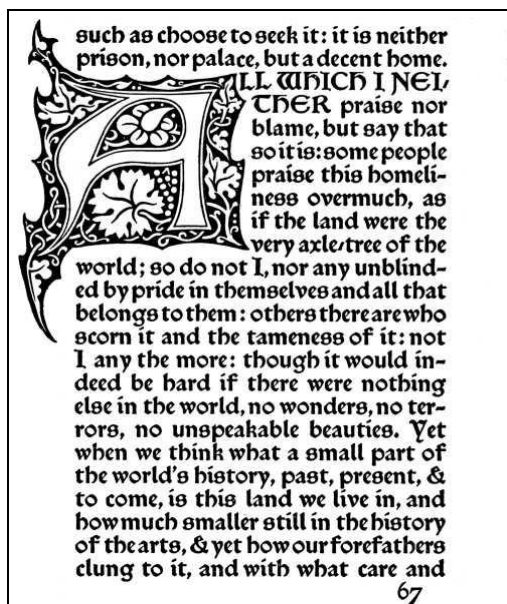 such as choose to seek it: it is neither
prison, nor palace, but a decent home.
ALL WHICH I NEI-
THER praise nor
blame, but say that
so it is: some people
praise this homeli-
ness overmuch, as
if the land were the
very axle-tree of the
world; so do not I, nor any unblind-
ed by pride in themselves and all that
belongs to them: others there are who
scorn it and the tameness of it: not
I any the more: though it would in-
deed be hard if there were nothing
else in the world, no wonders, no ter-
rors, no unspeakable beauties. Yet
when we think what a small part of
the world's history, past, present, &
to come, is this land we live in, and
how much smaller still in the history
of the arts, & yet how our forefathers
clung to it, and with what care and
67